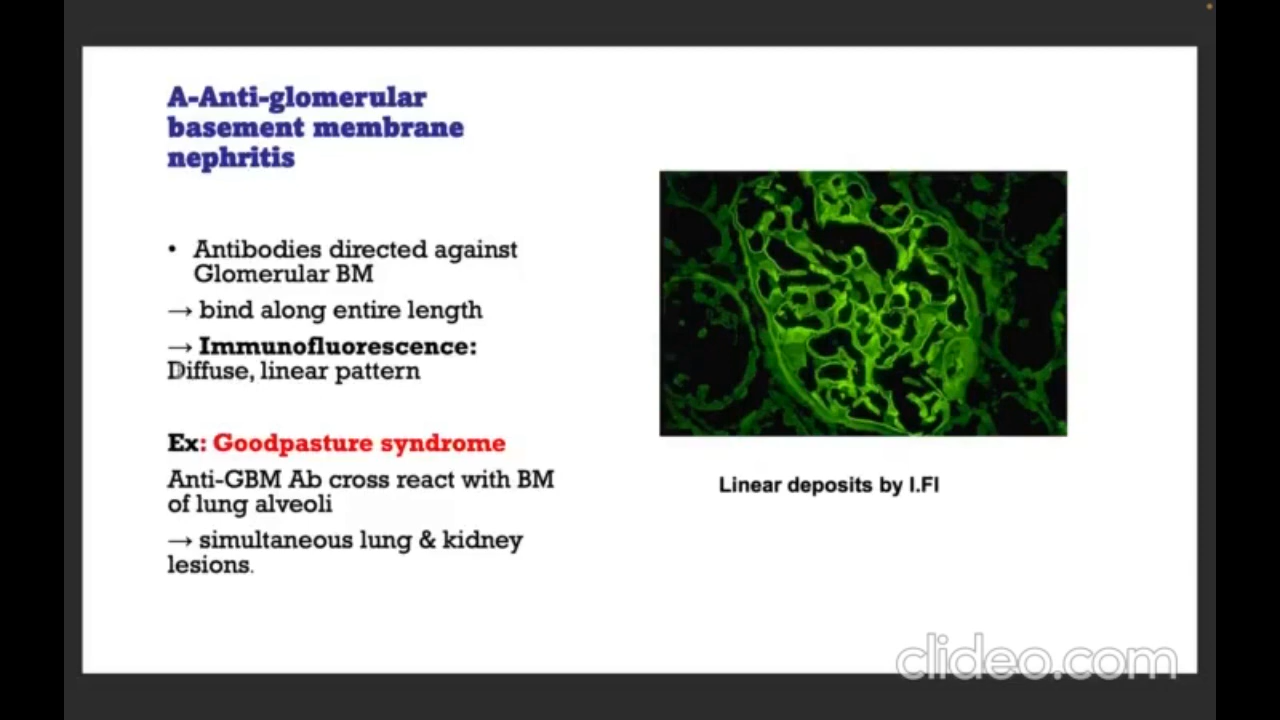 A-Anti-glomerular
basement membrane
nephritis
• Antibodies directed against
Glomerular BM
→ bind along entire length
→ Immunofluorescence:
Diffuse, linear pattern
Ex: Goodpasture syndrome
Anti-GBM Ab cross react with BM
of lung alveoli
→ simultaneous lung & kidney
lesions.
Linear deposits by I.Fl
clideo.com